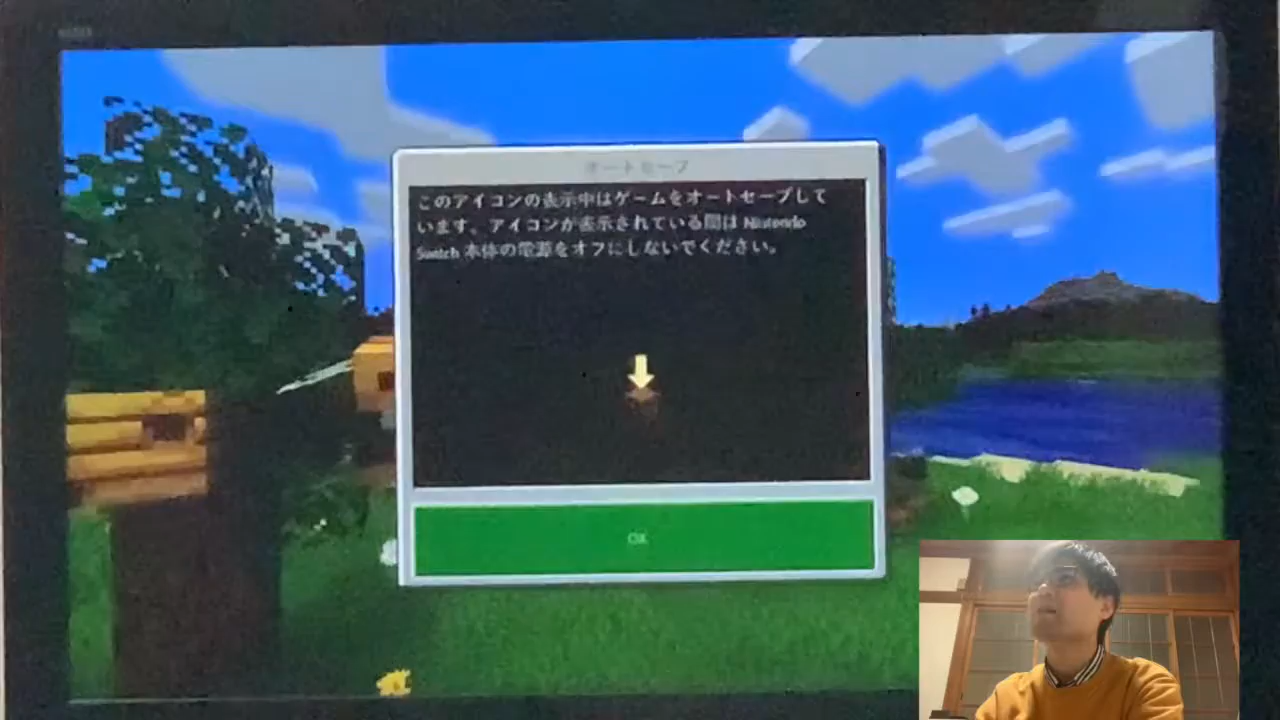 オートセーブ
このアイコンの表示中はゲームをオートセーブして
います。アイコンが表示されている間は Nintendo
Switch 本体の電源をオフにしないでください。
OK